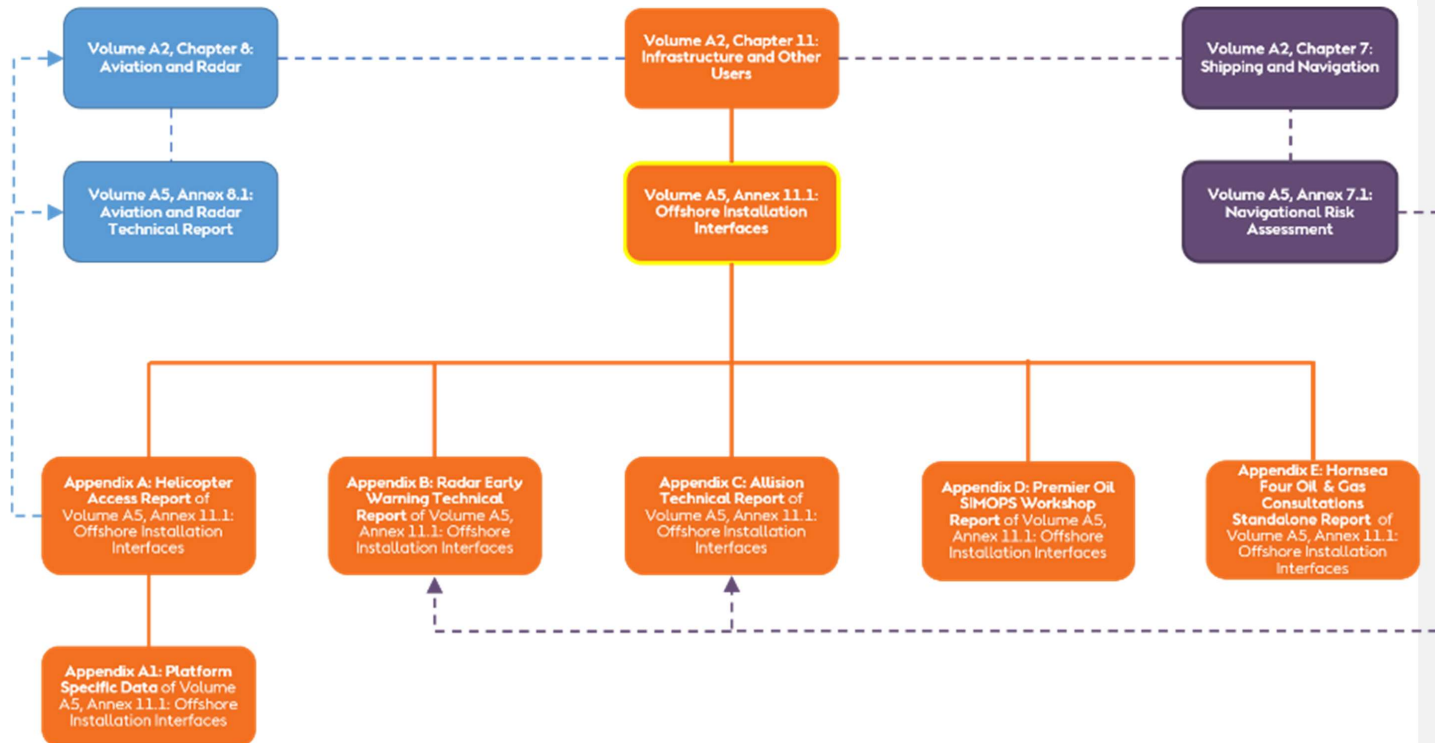 Volume A2, Chapter 8:
Aviation and Radar
Volume A2, Chapter 11:
Infrastructure and Other
Users
Volume A2, Chapter 7:
Shipping and Navigation
Volume A5, Annex 8.1:
Aviation and Radar
Technical Report
Volume A5, Annex 11.1:
Offshore Installation
Interfaces
Volume A5, Annex 7.1:
Navigational Risk
Assessment
Appendix A: Helicopter
Access Report of
Volume A5, Annex 11.1:
Offshore Installation
Interfaces
Appendix B: Radar Early
Warning Technical
Report of Volume A5,
Annex 11.1: Offshore
Installation Interfaces
Appendix C: Allision
Technical Report of
Volume A5, Annex 11.1:
Offshore Installation
Interfaces
Appendix D: Premier Oil
SIMOPS Workshop
Report of Volume A5,
Annex 11.1: Offshore
Installation Interfaces
Appendix E: Hornsea
Four Oil & Gas
Consultations
Standalone Report of
Volume A5, Annex 11.1:
Offshore Installation
Interfaces
Appendix A1: Platform
Specific Data of Volume
A5, Annex 11.1: Offshore
Installation Interfaces